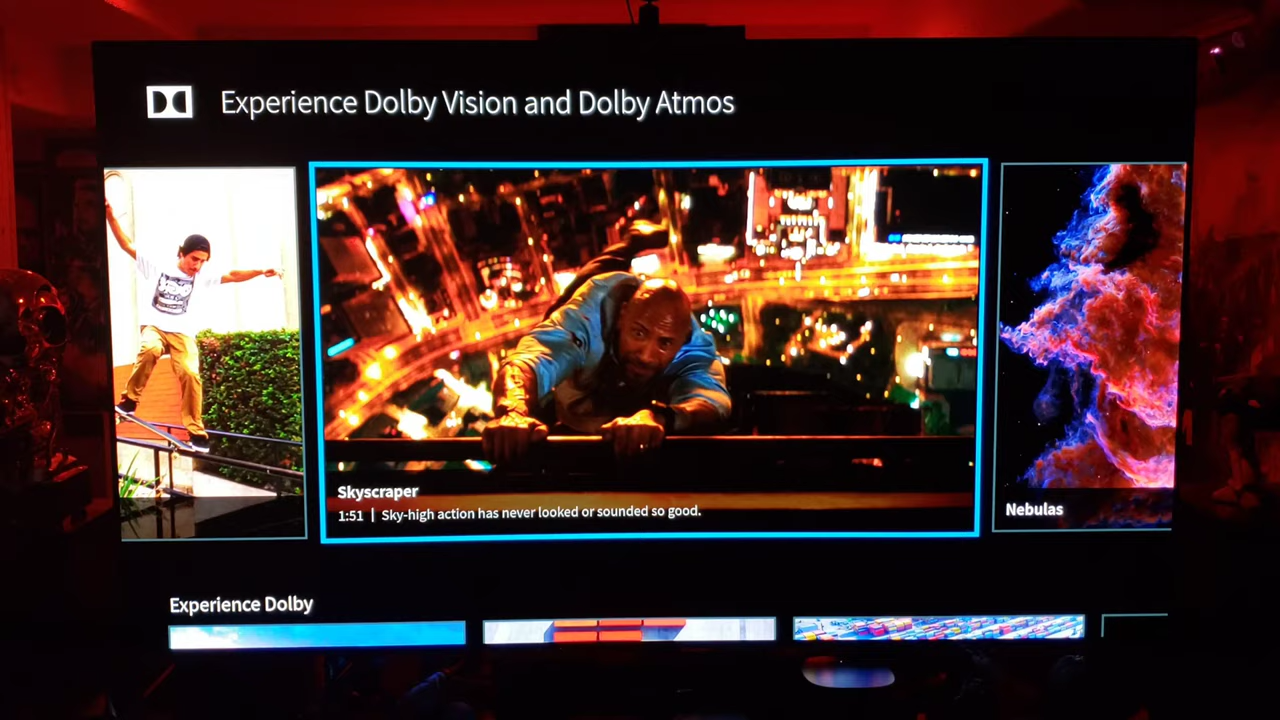 Experience Dolby Vision and Dolby Atmos
Skyscraper
1:51 | Sky-high action has never looked or sounded so good.
Nebulas
Experience Dolby